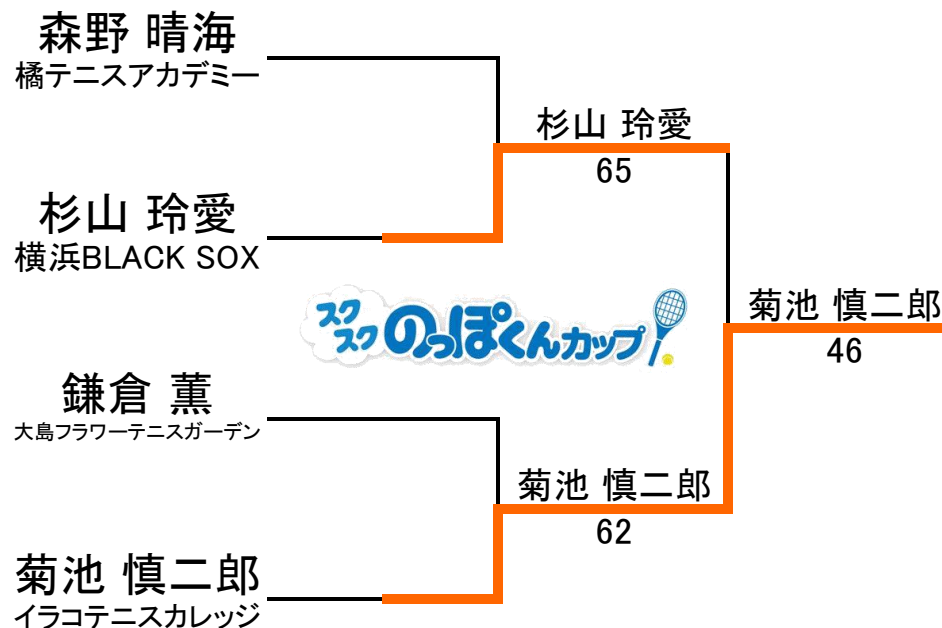 森野 晴海
橘テニスアカデミー
杉山 玲愛
65
杉山 玲愛
横浜BLACK SOX
スクスク のっぽくんカップ
菊池 慎二郎
46
鎌倉 薫
大島フラワーテニスガーデン
菊池 慎二郎
62
菊池 慎二郎
イラコテニスカレッジ